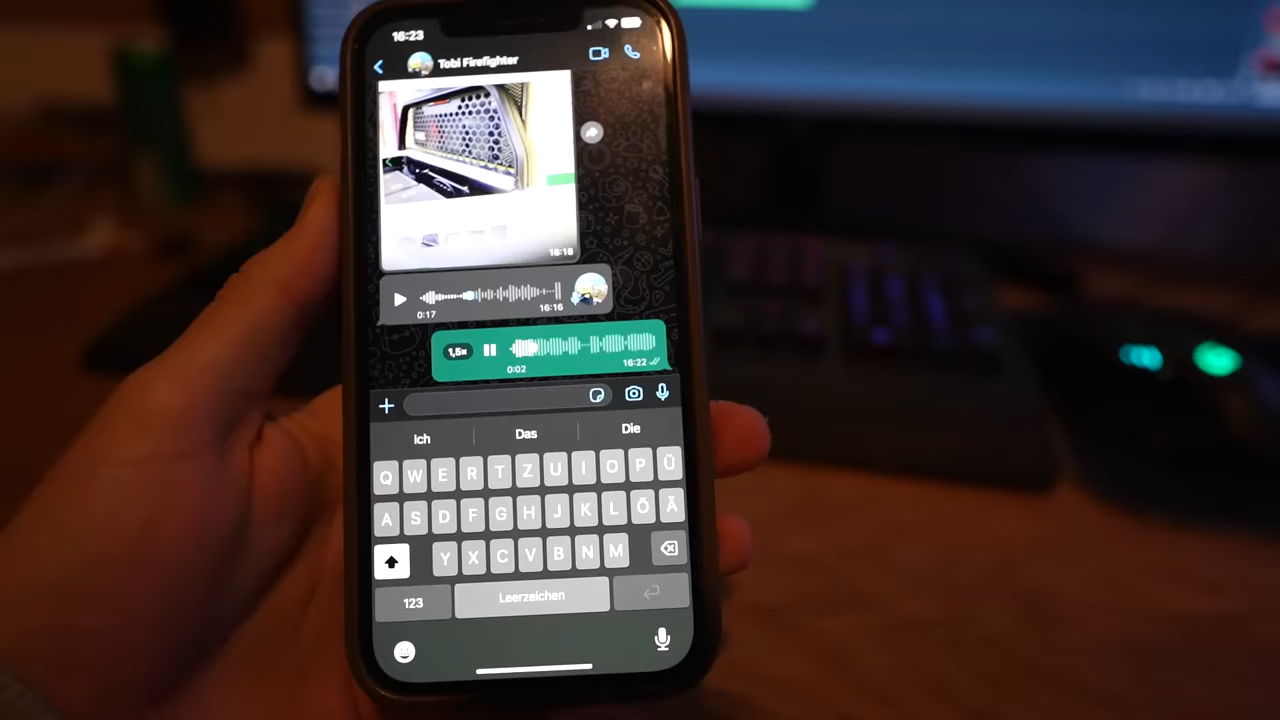 16:23
Tobi Firefighter
16:16
0:17
16:16
1,5×
0:02
16:22
Ich Das Die
Q W E R T Z U I O P Ü
A S D F G H J K L Ö Ä
Y X C V B N M
123 Leerzeichen